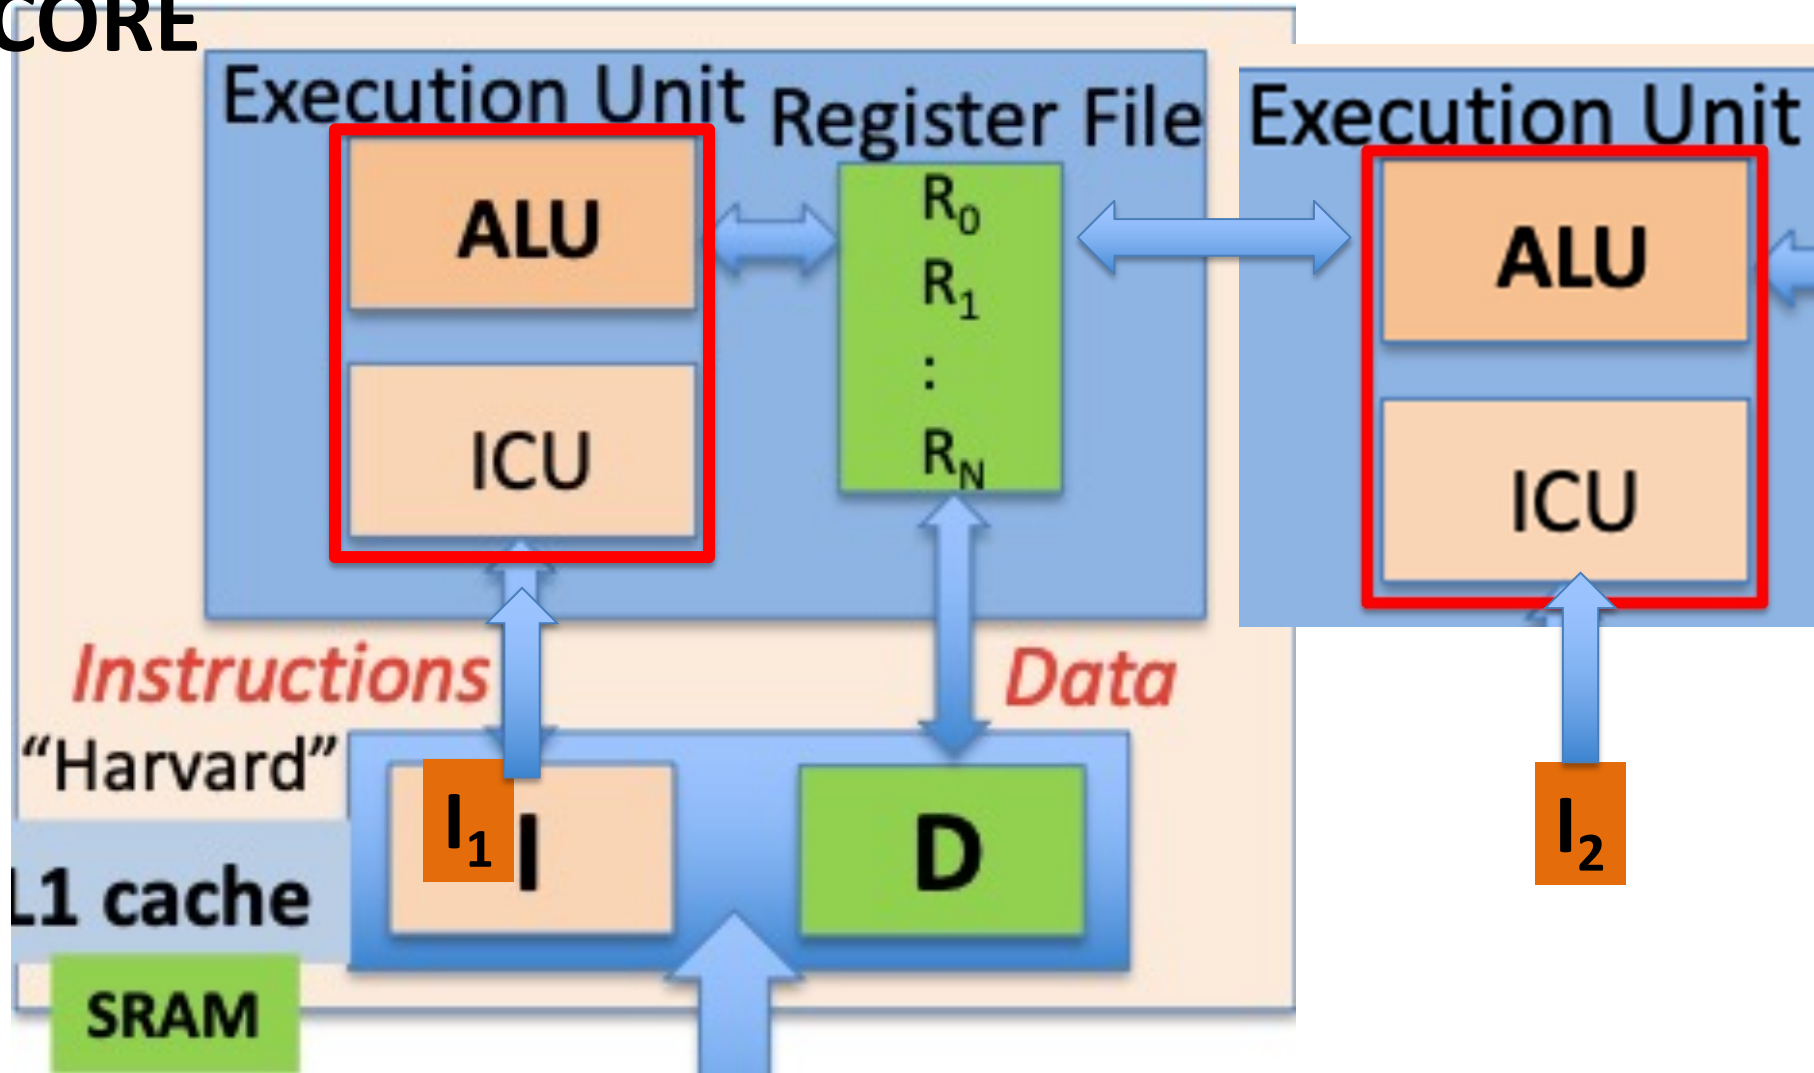 CORE
Execution Unit
Register File
Execution Unit
ALU
ICU
R0
R1
:
RN
ALU
ICU
Instructions
Data
“Harvard”
I1
I
D
I2
L1 cache
SRAM